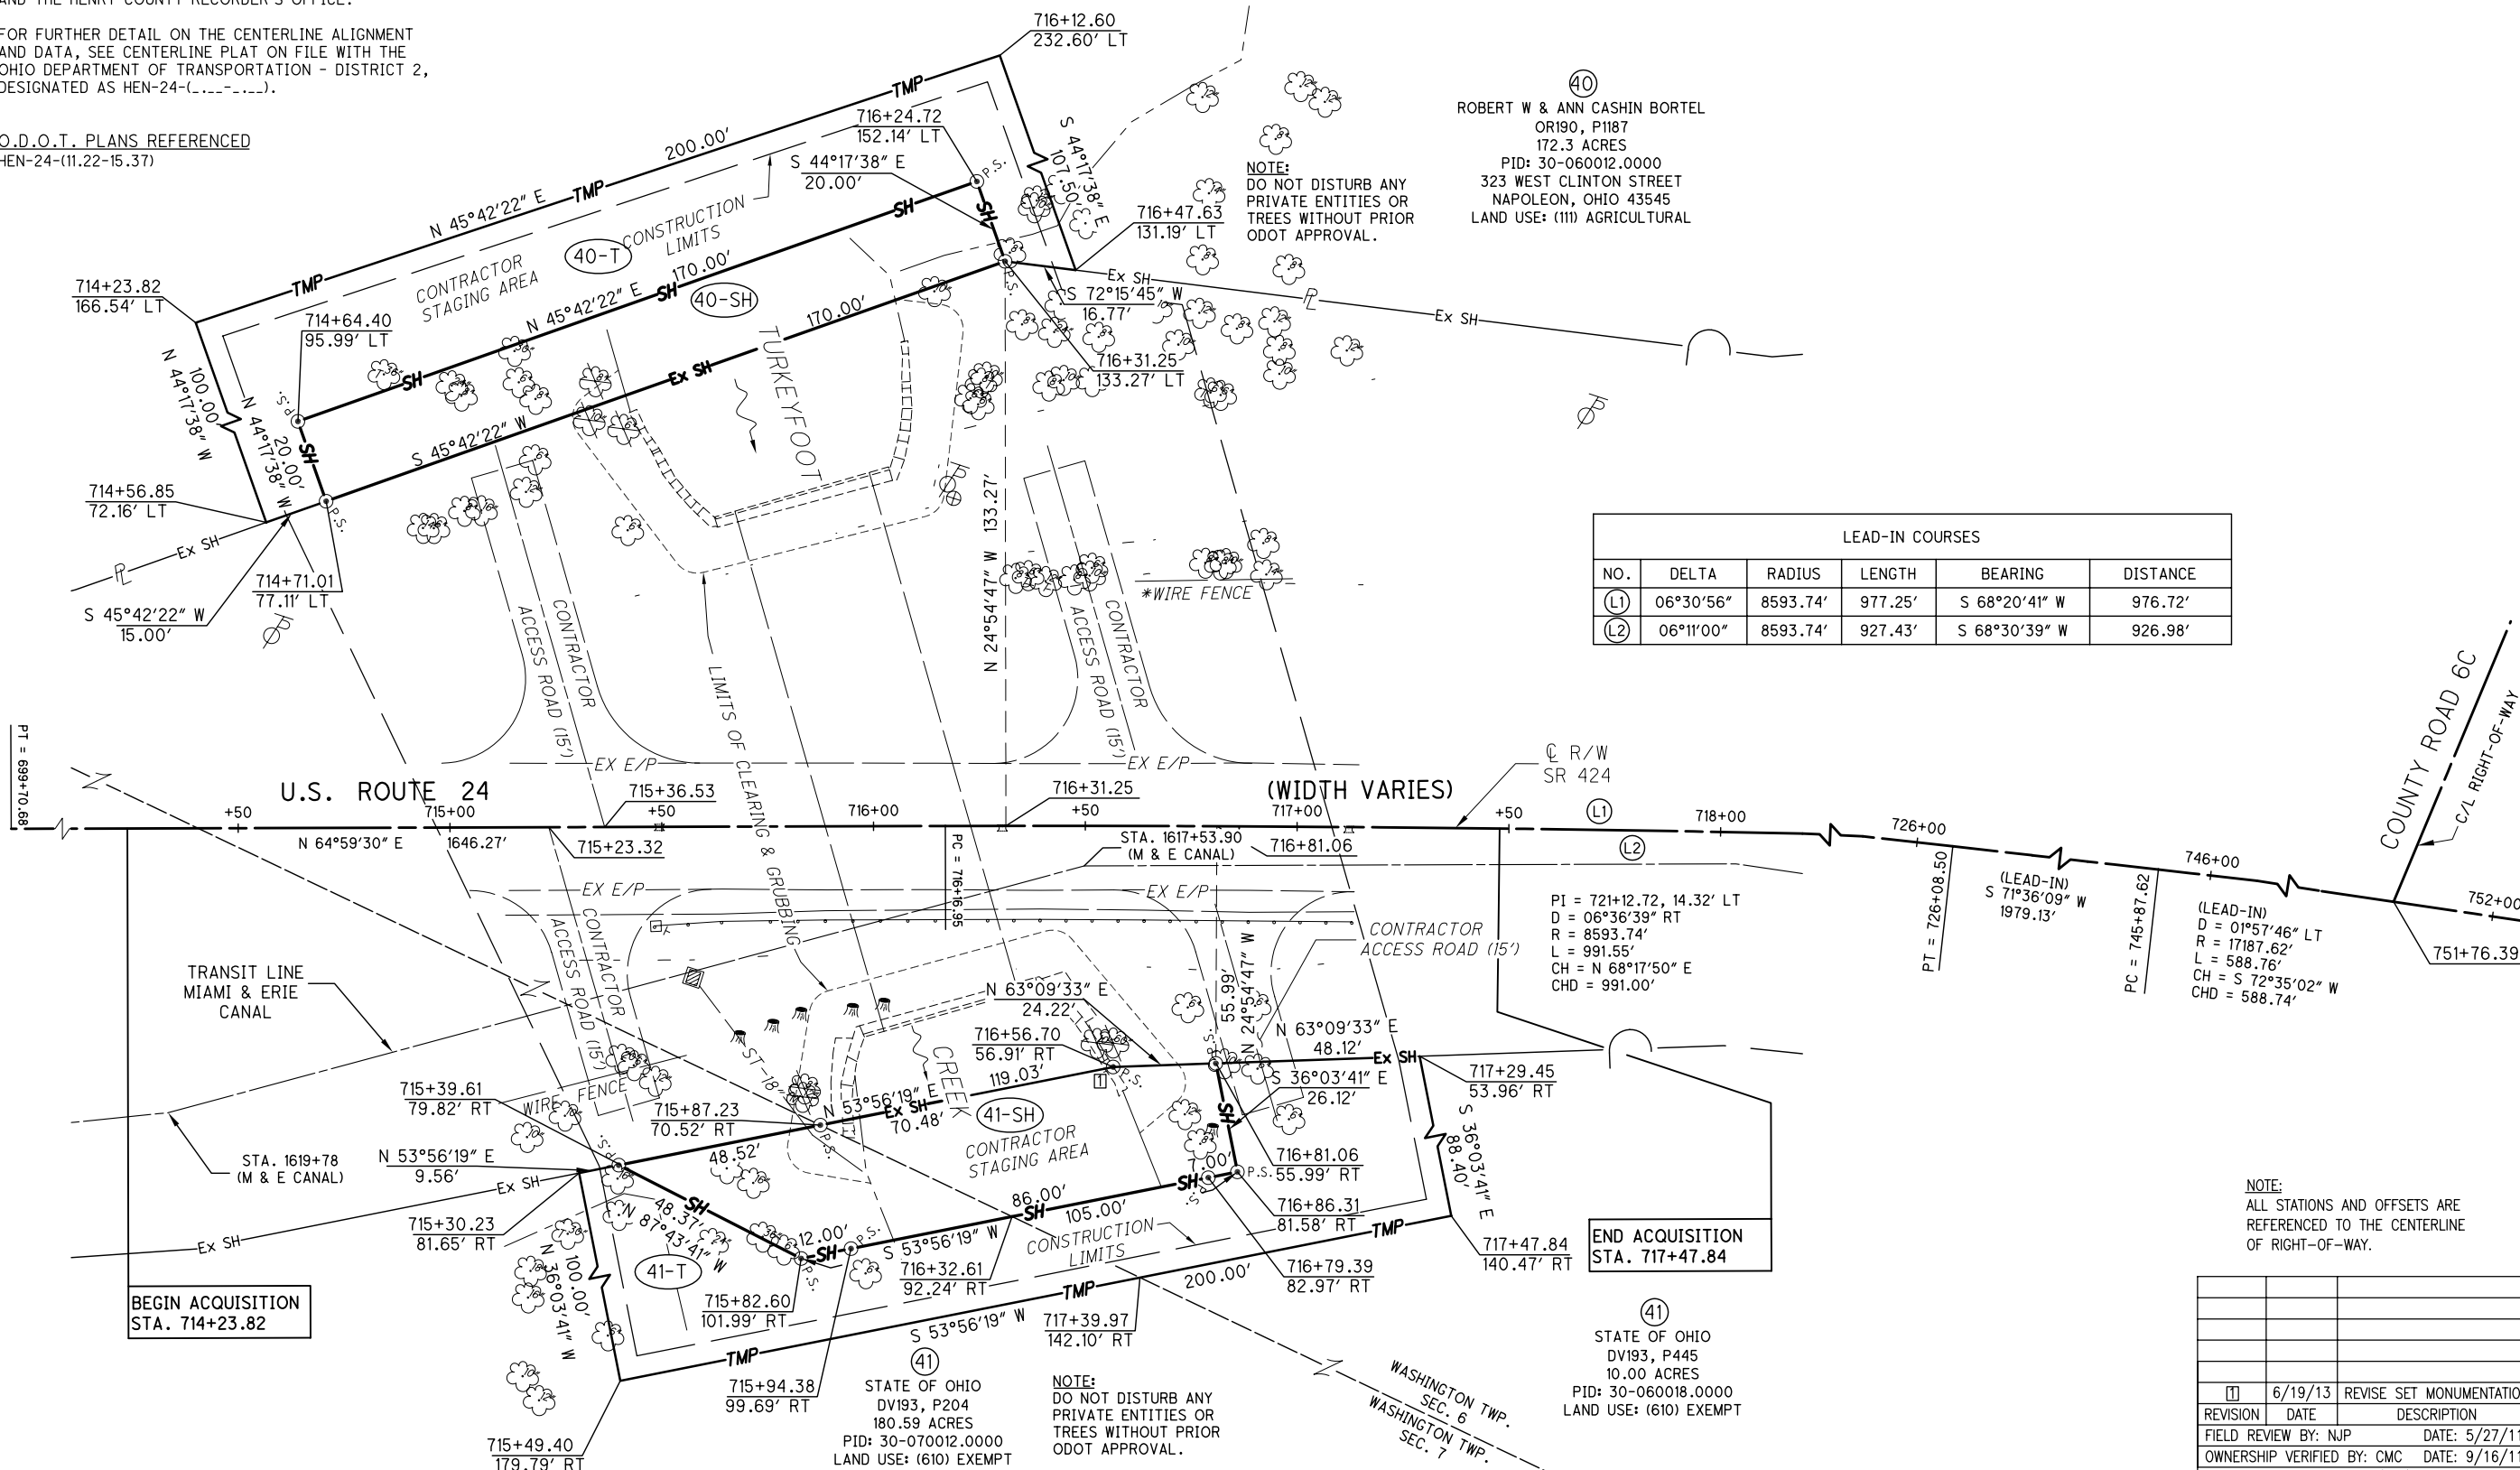 AND THE HENRY COUNTY RECORDER'S OFFICE.
FOR FURTHER DETAIL ON THE CENTERLINE ALIGNMENT
AND DATA, SEE CENTERLINE PLAT ON FILE WITH THE
OHIO DEPARTMENT OF TRANSPORTATION - DISTRICT 2,
DESIGNATED AS HEN-24-(_.__-_.__).
O.D.O.T. PLANS REFERENCED
HEN-24-(11.22-15.37)
716+12.60
232.60' LT
TMP
200.00'
TMP
N 45°42'22" E
TMP
716+24.72
152.14' LT
S 44°17'38" E
20.00'
P.S.
S 44°17'38" E
107.50'
NOTE:
DO NOT DISTURB ANY
PRIVATE ENTITIES OR
TREES WITHOUT PRIOR
ODOT APPROVAL.
40
ROBERT W & ANN CASHIN BORTEL
OR190, P1187
172.3 ACRES
PID: 30-060012.0000
323 WEST CLINTON STREET
NAPOLEON, OHIO 43545
LAND USE: (111) AGRICULTURAL
716+47.63
131.19' LT
CONSTRUCTION
LIMITS
40-T
CONTRACTOR
STAGING AREA
170.00'
SH
SH
SH
N 45°42'22" E
SH
40-SH
170.00'
714+23.82
166.54' LT
714+64.40
95.99' LT
N 44°17'38" W
100.00'
N 44°17'38" W
20.00'
P.S.
SH
P.S.
Ex SH
S 72°15'45" W
16.77'
Ex SH
716+31.25
133.27' LT
TURKEYFOOT
Ex SH
S 45°42'22" W
714+56.85
72.16' LT
P.S.
Ex SH
714+71.01
77.11' LT
S 45°42'22" W
15.00'
N 24°54'47" W 133.27'
*WIRE FENCE
CONTRACTOR
ACCESS ROAD (15')
LIMITS OF CLEARING & GRUBBING
CONTRACTOR
ACCESS ROAD (15')
LEAD-IN COURSES
NO. DELTA RADIUS LENGTH BEARING DISTANCE
L1 06°30'56" 8593.74' 977.25' S 68°20'41" W 976.72'
L2 06°11'00" 8593.74' 927.43' S 68°30'39" W 926.98'
COUNTY ROAD 6C
C/L RIGHT-OF-WAY
PT = 699+70.68
EX E/P
EX E/P
U.S. ROUTE 24
(WIDTH VARIES)
℄ R/W
SR 424
+50
715+00
715+36.53
+50
716+00
716+31.25
+50
717+00
+50
L1
718+00
726+00
746+00
752+00
N 64°59'30" E 1646.27'
715+23.32
PC = 716+16.95
STA. 1617+53.90
(M & E CANAL)
716+81.06
L2
PT = 726+08.50
(LEAD-IN)
S 71°36'09" W
1979.13'
PC = 745+87.62
(LEAD-IN)
D = 01°57'46" LT
R = 17187.62'
L = 588.76'
CH = S 72°35'02" W
CHD = 588.74'
751+76.39
EX E/P
EX E/P
PI = 721+12.72, 14.32' LT
D = 06°36'39" RT
R = 8593.74'
L = 991.55'
CH = N 68°17'50" E
CHD = 991.00'
CONTRACTOR
ACCESS ROAD (15')
CONTRACTOR
ACCESS ROAD (15')
TRANSIT LINE
MIAMI & ERIE
CANAL
N 63°09'33" E
24.22'
55.99'
N 24°54'47" W
N 63°09'33" E
48.12'
Ex SH
716+56.70
56.91' RT
1
P.S.
P.S.
S 36°03'41" E
26.12'
717+29.45
53.96' RT
ST-18"
CREEK
715+39.61
79.82' RT
WIRE FENCE
715+87.23
70.52' RT
119.03'
N 53°56'19" E
Ex SH
70.48'
41-SH
SH
CONTRACTOR
STAGING AREA
S 36°03'41" E
88.40'
P.S.
48.52'
STA. 1619+78
(M & E CANAL)
N 53°56'19" E
9.56'
P.S.
Ex SH
Ex SH
715+30.23
81.65' RT
716+81.06
55.99' RT
7.00'
SH
P.S.
P.S.
716+86.31
81.58' RT
SH
48.37'
N 87°43'41" W
86.00'
SH
105.00'
12.00'
SH
P.S.
P.S.
S 53°56'19" W
CONSTRUCTION
LIMITS
TMP
41-T
716+32.61
92.24' RT
716+79.39
82.97' RT
717+47.84
140.47' RT
N 36°03'41" W
100.00'
715+82.60
101.99' RT
TMP
200.00'
END ACQUISITION
STA. 717+47.84
BEGIN ACQUISITION
STA. 714+23.82
S 53°56'19" W
717+39.97
142.10' RT
TMP
715+94.38
99.69' RT
715+49.40
179.79' RT
41
STATE OF OHIO
DV193, P204
180.59 ACRES
PID: 30-070012.0000
LAND USE: (610) EXEMPT
NOTE:
DO NOT DISTURB ANY
PRIVATE ENTITIES OR
TREES WITHOUT PRIOR
ODOT APPROVAL.
WASHINGTON TWP.
SEC. 6
WASHINGTON TWP.
SEC. 7
41
STATE OF OHIO
DV193, P445
10.00 ACRES
PID: 30-060018.0000
LAND USE: (610) EXEMPT
NOTE:
ALL STATIONS AND OFFSETS ARE
REFERENCED TO THE CENTERLINE
OF RIGHT-OF-WAY.
1 6/19/13 REVISE SET MONUMENTATIO
REVISION DATE DESCRIPTION
FIELD REVIEW BY: NJP DATE: 5/27/11
OWNERSHIP VERIFIED BY: CMC DATE: 9/16/11